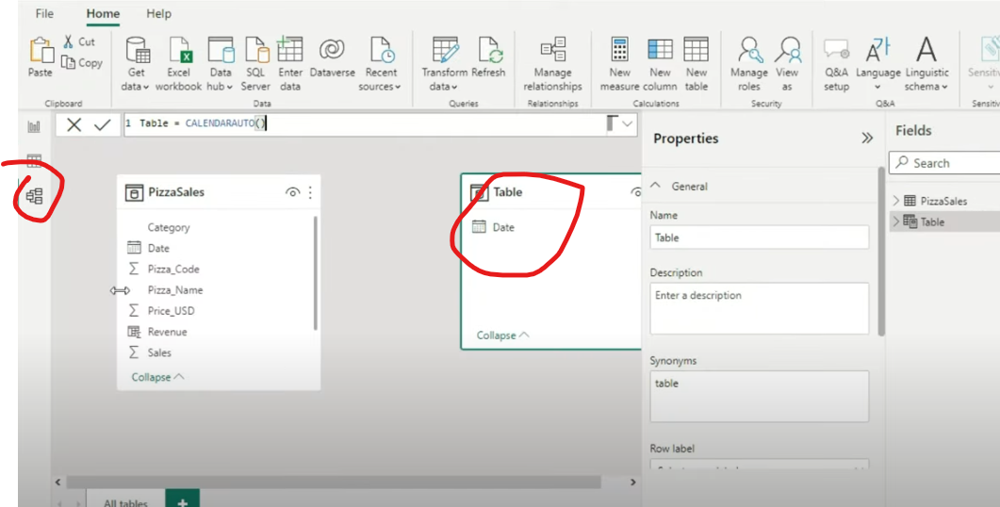 File Home Help
Cut
Copy
Paste
Get data
Excel workbook
Data hub
SQL Server
Enter data
Dataverse
Recent sources
Transform data
Refresh
Manage relationships
New measure
New column
New table
Manage roles
View as
Q&A setup
Language
Linguistic schema
Clipboard
Data
Queries
Relationships
Calculations
Security
Q&A
1 Table = CALENDARAUTO()
PizzaSales
Category
Date
Pizza_Code
Pizza_Name
Price_USD
Revenue
Sales
Collapse
Table
Date
Collapse
Properties
General
Name
Table
Description
Enter a description
Synonyms
table
Row label
Fields
Search
PizzaSales
Table
All tables